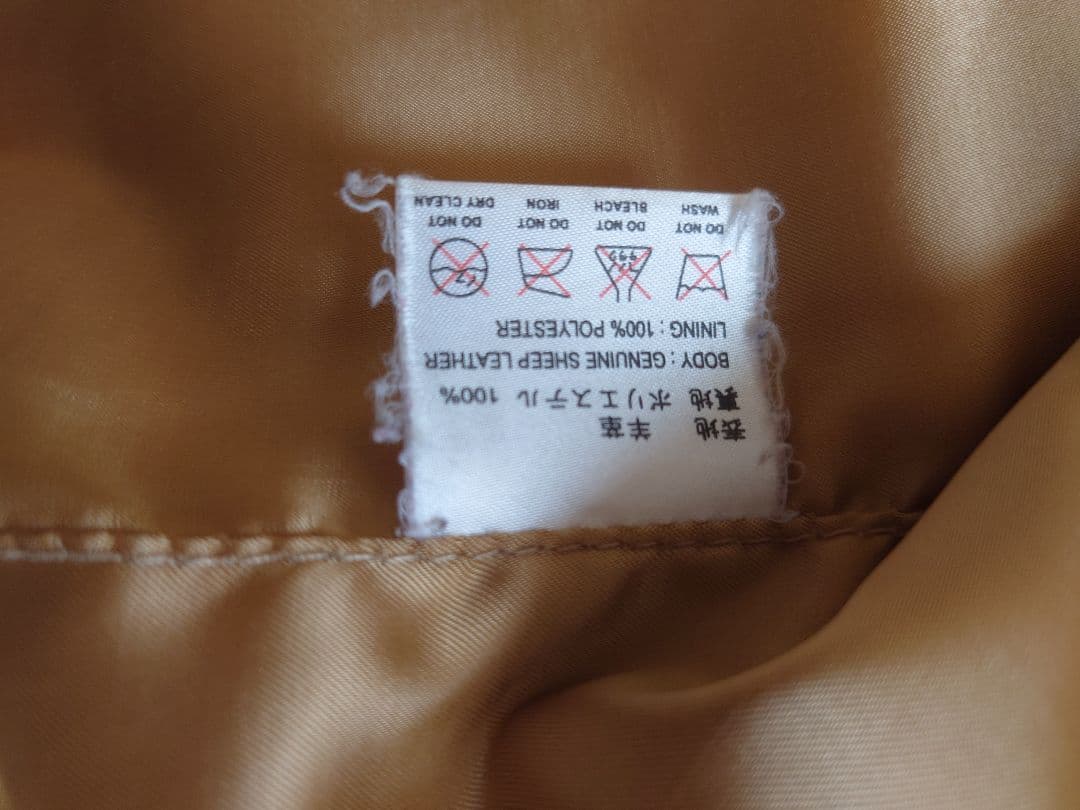 表地 羊革
裏地 ポリエステル 100%
BODY : GENUINE SHEEP LEATHER
LINING : 100% POLYESTER
DO NOT WASH
DO NOT BLEACH
DO NOT IRON
DO NOT DRY CLEAN